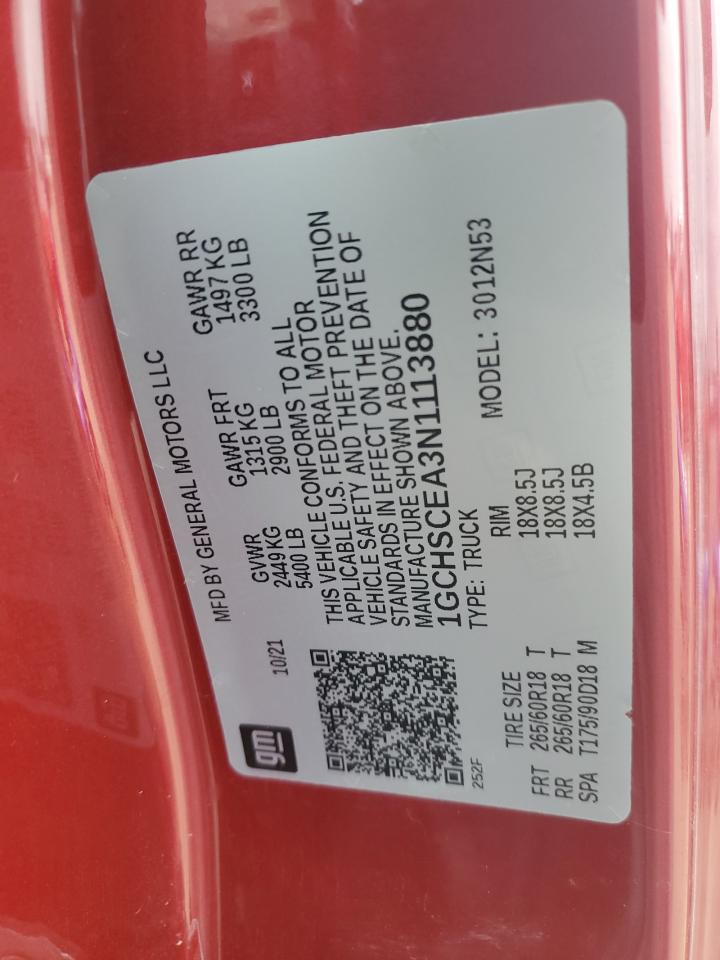 MFD BY GENERAL MOTORS LLC
gm
10/21
GVWR GAWR FRT GAWR RR
2449 KG 1315 KG 1497 KG
5400 LB 2900 LB 3300 LB
THIS VEHICLE CONFORMS TO ALL
APPLICABLE U.S. FEDERAL MOTOR
VEHICLE SAFETY AND THEFT PREVENTION
STANDARDS IN EFFECT ON THE DATE OF
MANUFACTURE SHOWN ABOVE.
1GCHSCEA3N1113880
252F
TYPE: TRUCK MODEL: 3012N53
TIRE SIZE RIM
FRT 265/60R18 T 18X8.5J
RR 265/60R18 T 18X8.5J
SPA T175/90D18 M 18X4.5B